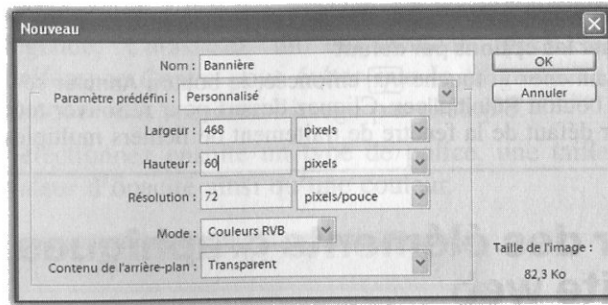 Nouveau
Nom : Bannière
OK
Paramètre prédéfini : Personnalisé
Annuler
Largeur : 468 pixels
Hauteur : 60 pixels
Résolution : 72 pixels/pouce
Mode : Couleurs RVB
Contenu de l'arrière-plan : Transparent
Taille de l'image :
82,3 Ko